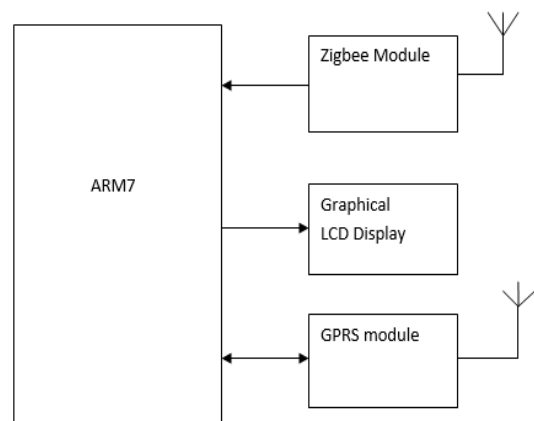 Zigbee Module
ARM7
Graphical
LCD Display
GPRS module